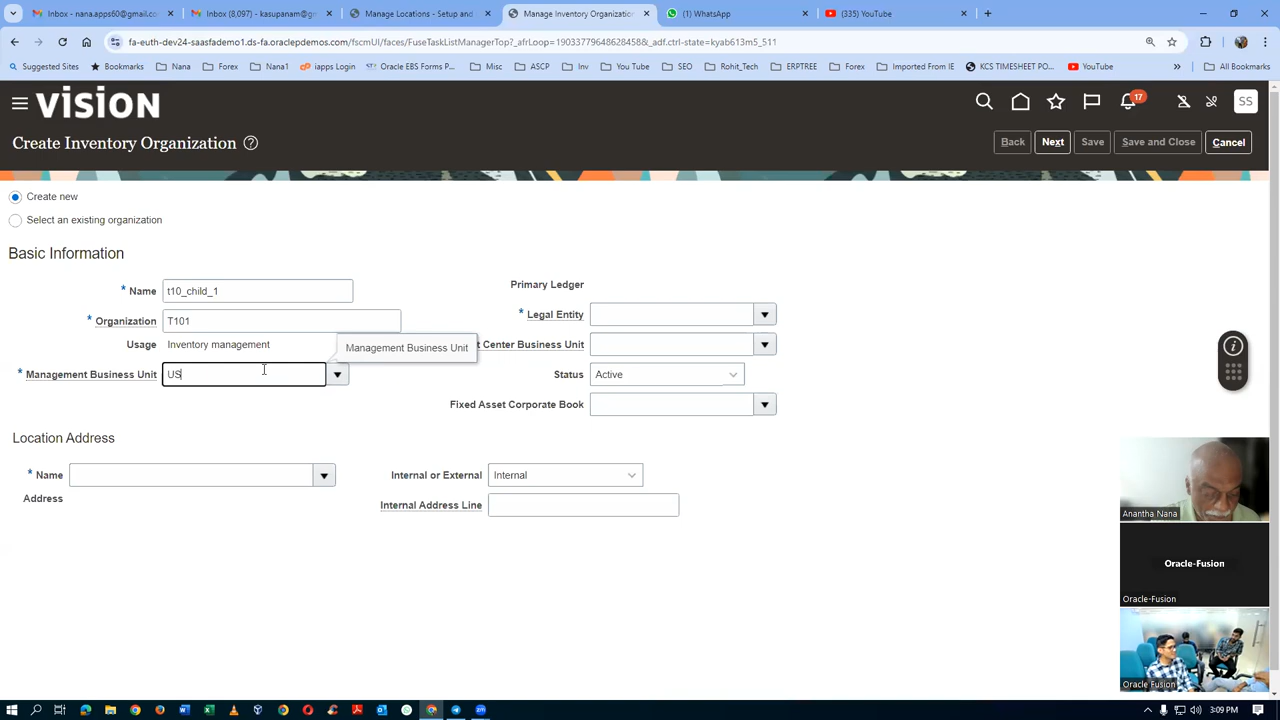 Inbox - nana.apps60@gmail.com
Inbox (8,097) - kasupanam@gm
Manage Locations - Setup and
Manage Inventory Organization
(1) WhatsApp
(335) YouTube
fa-euth-dev24-saasfademo1.ds-fa.oraclepdemos.com/fscmUI/faces/FuseTaskListManagerTop?_afrLoop=1903377964862845&_adf.ctrl-state=kyab613m5_511
Suggested Sites
Bookmarks
Nana
Forex
Nana1
iapps Login
Oracle EBS Forms P...
Misc
ASCP
Inv
You Tube
SEO
Rohit_Tech
ERPTREE
Forex
Imported From IE
KCS TIMESHEET PO...
YouTube
All Bookmarks
VISION
17
SS
Create Inventory Organization
Back
Next
Save
Save and Close
Cancel
Create new
Select an existing organization
Basic Information
* Name t10_child_1
Primary Ledger
* Organization T101
* Legal Entity
Usage Inventory management
Management Business Unit
t Center Business Unit
* Management Business Unit US
Status Active
Fixed Asset Corporate Book
Location Address
* Name
Internal or External Internal
Address
Internal Address Line
Anantha Nana
Oracle-Fusion
Oracle-Fusion
Oracle Fusion
3:09 PM